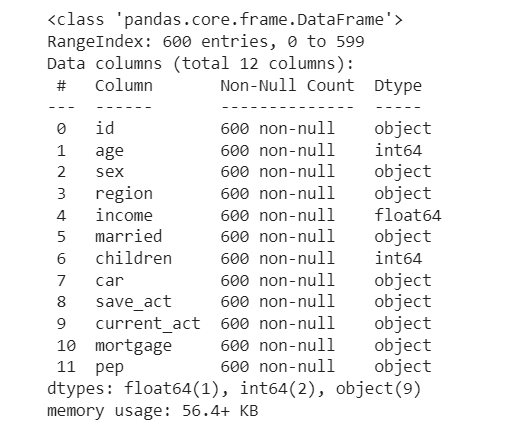 <class 'pandas.core.frame.DataFrame'>
RangeIndex: 600 entries, 0 to 599
Data columns (total 12 columns):
 #   Column       Non-Null Count  Dtype
---  ------       --------------  -----
 0   id           600 non-null    object
 1   age          600 non-null    int64
 2   sex          600 non-null    object
 3   region       600 non-null    object
 4   income       600 non-null    float64
 5   married      600 non-null    object
 6   children     600 non-null    int64
 7   car          600 non-null    object
 8   save_act     600 non-null    object
 9   current_act  600 non-null    object
 10  mortgage     600 non-null    object
 11  pep          600 non-null    object
dtypes: float64(1), int64(2), object(9)
memory usage: 56.4+ KB